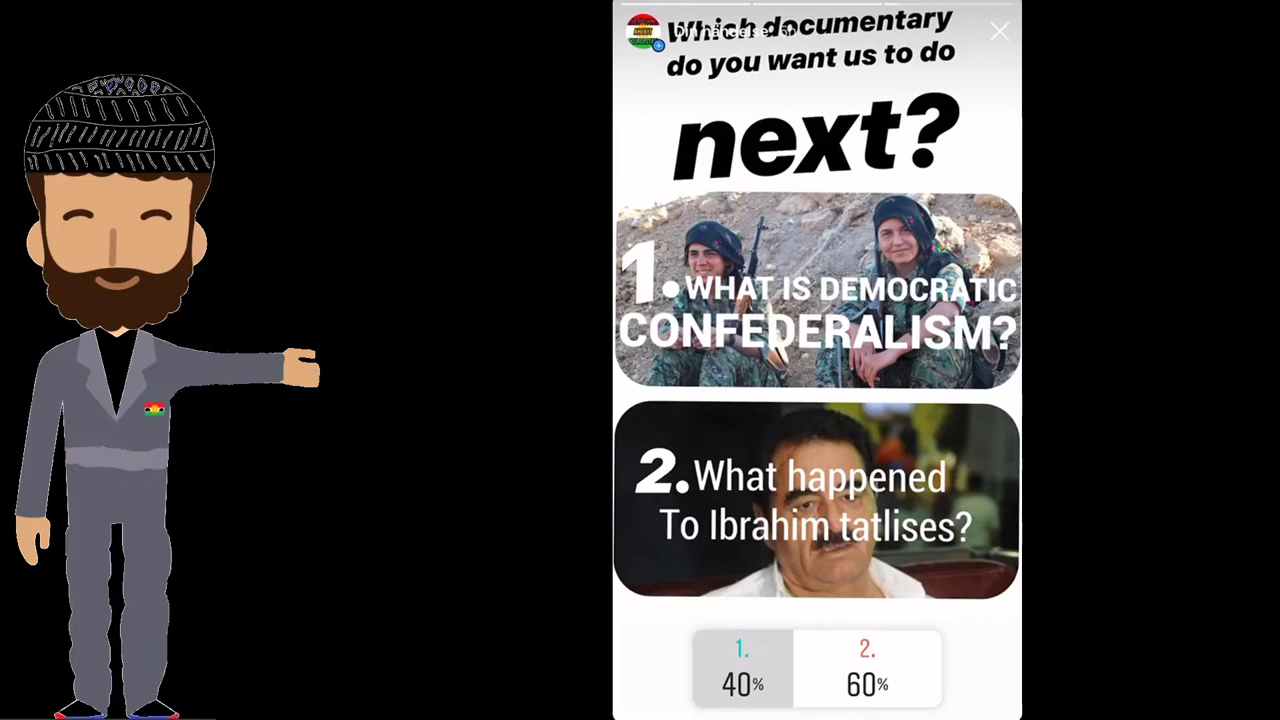 Which documentary
do you want us to do
next?
1. WHAT IS DEMOCRATIC
CONFEDERALISM?
2. What happened
To Ibrahim tatlises?
1. 2.
40% 60%